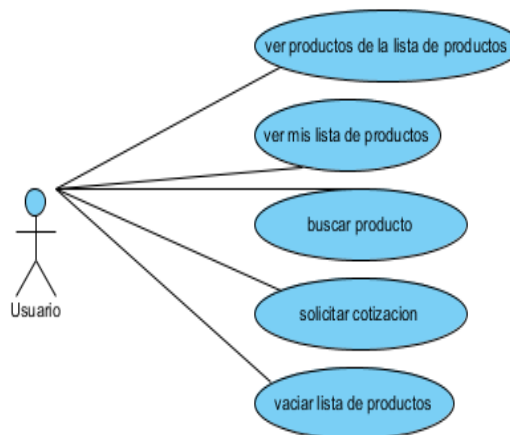 ver productos de la lista de productos
ver mis lista de productos
buscar producto
Usuario
solicitar cotizacion
vaciar lista de productos